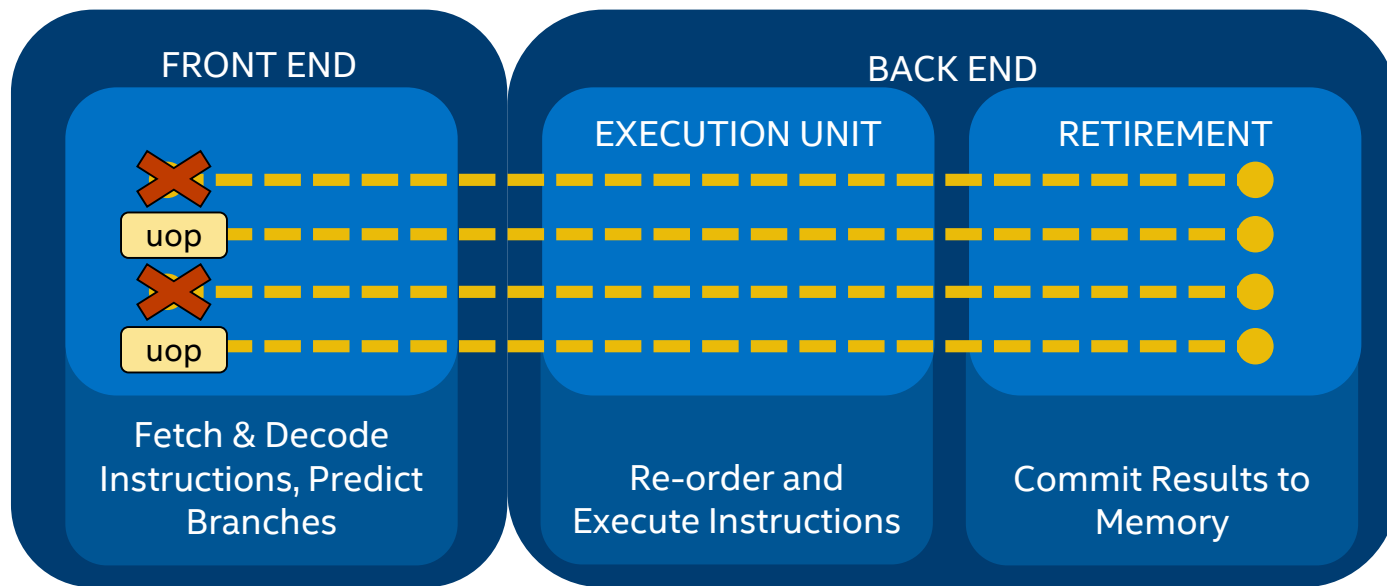 FRONT END
BACK END
EXECUTION UNIT
RETIREMENT
uop
uop
Fetch & Decode
Instructions, Predict
Branches
Re-order and
Execute Instructions
Commit Results to
Memory